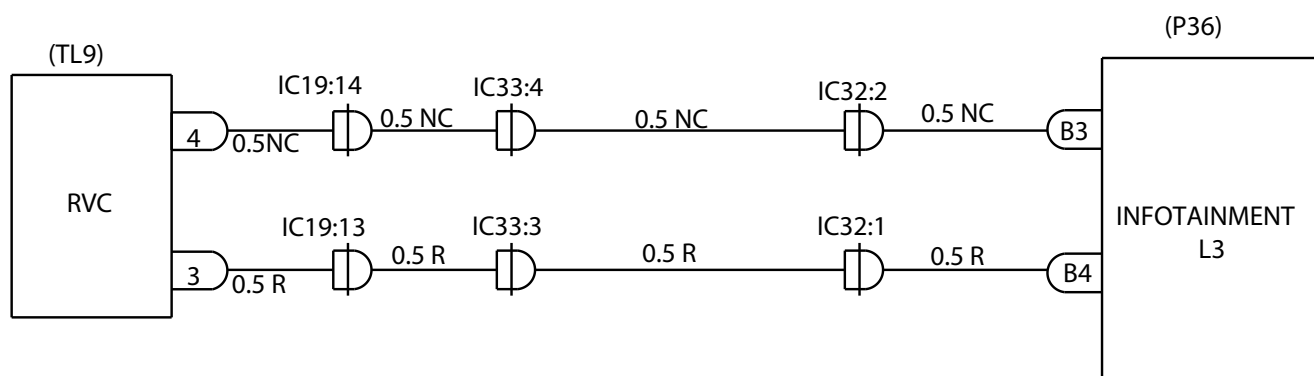 (TL9)
(P36)
IC19:14
IC33:4
IC32:2
4
0.5NC
0.5 NC
0.5 NC
0.5 NC
B3
RVC
INFOTAINMENT
L3
IC19:13
IC33:3
IC32:1
3
0.5 R
0.5 R
0.5 R
0.5 R
B4